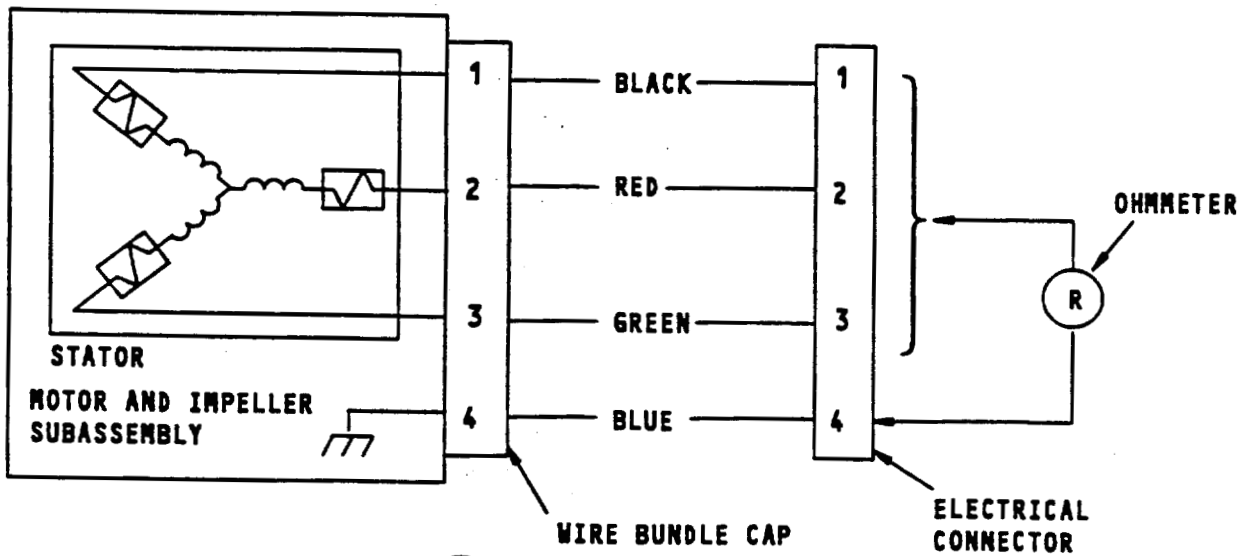 1
BLACK
1
2
RED
2
OHMMETER
R
3
GREEN
3
STATOR
MOTOR AND IMPELLER
SUBASSEMBLY
4
BLUE
4
WIRE BUNDLE CAP
ELECTRICAL
CONNECTOR